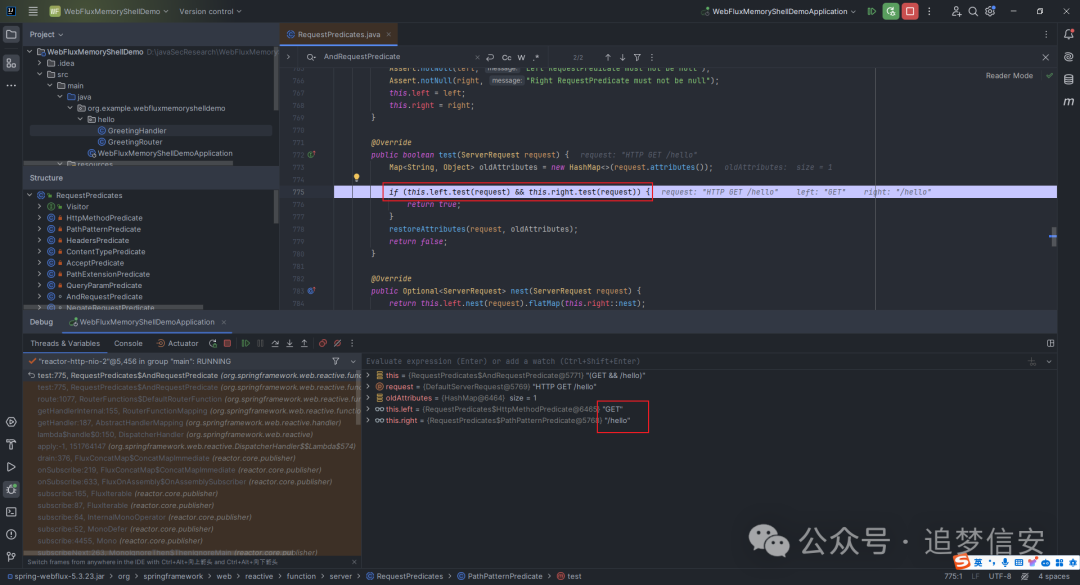 WF WebFluxMemoryShellDemo Version control WebFluxMemoryShellDemoApplication
Project
RequestPredicates.java
WebFluxMemoryShellDemo D:\javaSecResearch\WebFluxMemory
.idea
src
main
java
org.example.webfluxmemoryshelldemo
hello
GreetingHandler
GreetingRouter
WebFluxMemoryShellDemoApplication
resources
Structure
RequestPredicates
Visitor
HttpMethodPredicate
PathPatternPredicate
HeadersPredicate
ContentTypePredicate
AcceptPredicate
PathExtensionPredicate
QueryParamPredicate
AndRequestPredicate
NegateRequestPredicate
AndRequestPredicate Cc W .* 2/2
Reader Mode
Assert.notNull(left, message: "Left RequestPredicate must not be null");
766 Assert.notNull(right, message: "Right RequestPredicate must not be null");
767 this.left = left;
768 this.right = right;
769 }
770
771 @Override
772 public boolean test(ServerRequest request) { request: "HTTP GET /hello"
773 Map<String, Object> oldAttributes = new HashMap<>(request.attributes()); oldAttributes: size = 1
774
775 if (this.left.test(request) && this.right.test(request)) { request: "HTTP GET /hello" left: "GET" right: "/hello"
776 return true;
777 }
778 restoreAttributes(request, oldAttributes);
779 return false;
780 }
781
782 @Override
783 public Optional<ServerRequest> nest(ServerRequest request) {
784 return this.left.nest(request).flatMap(this.right::nest);
Debug WebFluxMemoryShellDemoApplication
Threads & Variables Console Actuator
"reactor-http-nio-2"@5,456 in group "main": RUNNING
test:775, RequestPredicates$AndRequestPredicate (org.springframework.web.reactive.func
test:775, RequestPredicates$AndRequestPredicate (org.springframework.web.reactive.func
route:1077, RouterFunctions$DefaultRouterFunction (org.springframework.web.reactive.f
getHandlerInternal:155, RouterFunctionMapping (org.springframework.web.reactive.functio
getHandler:187, AbstractHandlerMapping (org.springframework.web.reactive.handler)
lambda$handle$0:150, DispatcherHandler (org.springframework.web.reactive)
apply:-1, 151764147 (org.springframework.web.reactive.DispatcherHandler$$Lambda$574)
drain:376, FluxConcatMap$ConcatMapImmediate (reactor.core.publisher)
onSubscribe:219, FluxConcatMap$ConcatMapImmediate (reactor.core.publisher)
onSubscribe:633, FluxOnAssembly$OnAssemblySubscriber (reactor.core.publisher)
subscribe:165, FluxIterable (reactor.core.publisher)
subscribe:87, FluxIterable (reactor.core.publisher)
subscribe:64, InternalMonoOperator (reactor.core.publisher)
subscribe:52, MonoDefer (reactor.core.publisher)
subscribe:4455, Mono (reactor.core.publisher)
subscribeNext:263, MonoIgnoreThen$ThenIgnoreMain (reactor.core.publisher)
Switch frames from anywhere in the IDE with Ctrl+Alt+向上箭头 and Ctrl+Alt+向下箭头
Evaluate expression (Enter) or add a watch (Ctrl+Shift+Enter)
this = {RequestPredicates$AndRequestPredicate@5771} "(GET && /hello)"
request = {DefaultServerRequest@5769} "HTTP GET /hello"
oldAttributes = {HashMap@6464} size = 1
this.left = {RequestPredicates$HttpMethodPredicate@6465} "GET"
this.right = {RequestPredicates$PathPatternPredicate@5768} "/hello"
公众号 · 追梦信安
英
spring-webflux-5.3.23.jar > org > springframework > web > reactive > function > server > RequestPredicates > PathPatternPredicate > test
775:1 LF UTF-8 4 spaces